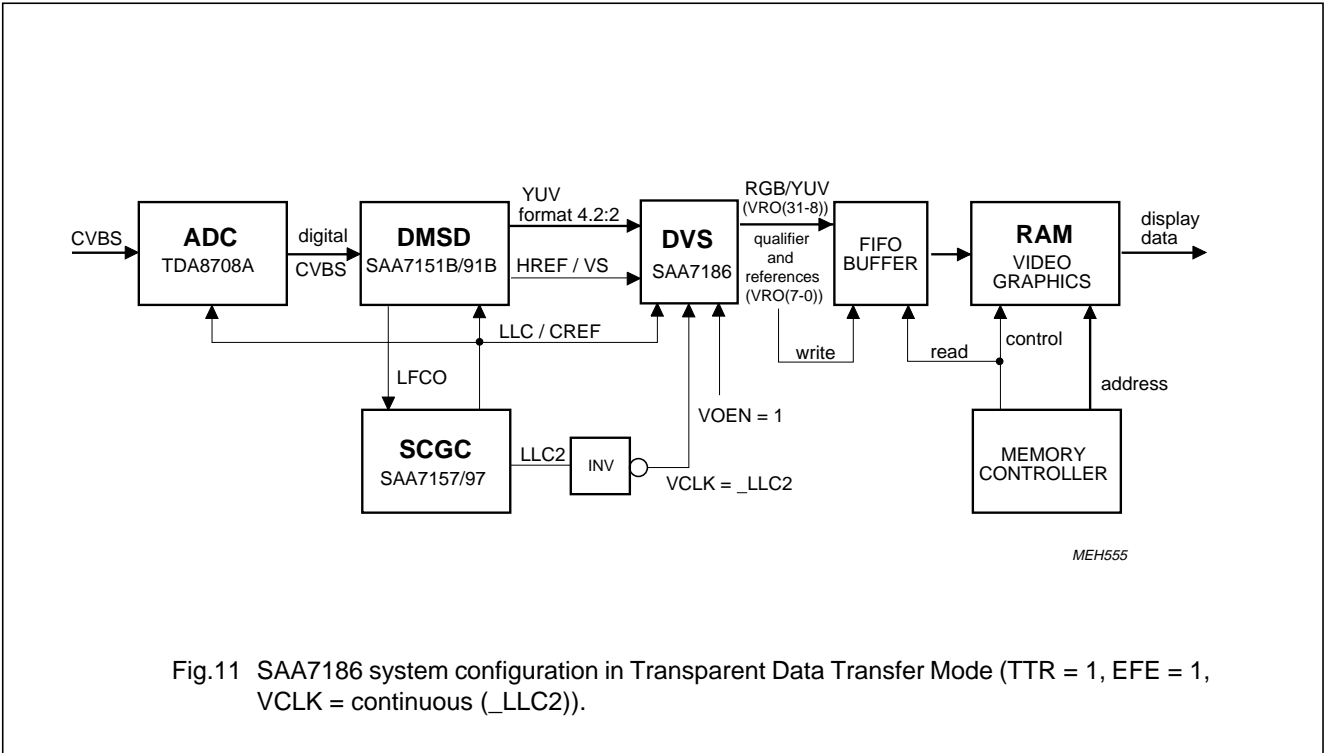 CVBS
ADC
TDA8708A
digital
CVBS
DMSD
SAA7151B/91B
YUV
format 4.2:2
HREF / VS
DVS
SAA7186
RGB/YUV
(VRO(31-8))
qualifier
and
references
(VRO(7-0))
FIFO
BUFFER
RAM
VIDEO
GRAPHICS
display
data
LLC / CREF
write
read
control
LFCO
address
VOEN = 1
SCGC
SAA7157/97
LLC2
INV
VCLK = _LLC2
MEMORY
CONTROLLER
MEH555
Fig.11 SAA7186 system configuration in Transparent Data Transfer Mode (TTR = 1, EFE = 1,
VCLK = continuous (_LLC2)).